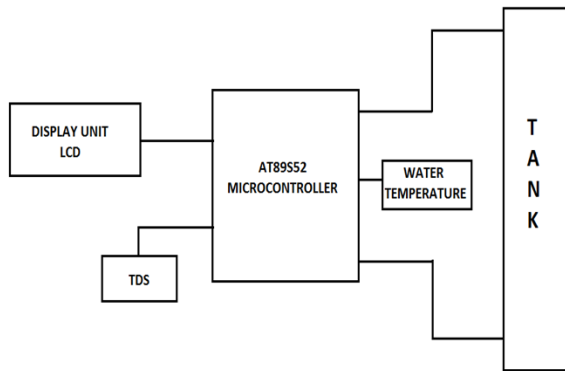 DISPLAY UNIT
LCD
AT89S52
MICROCONTROLLER
WATER
TEMPERATURE
TDS
T
A
N
K